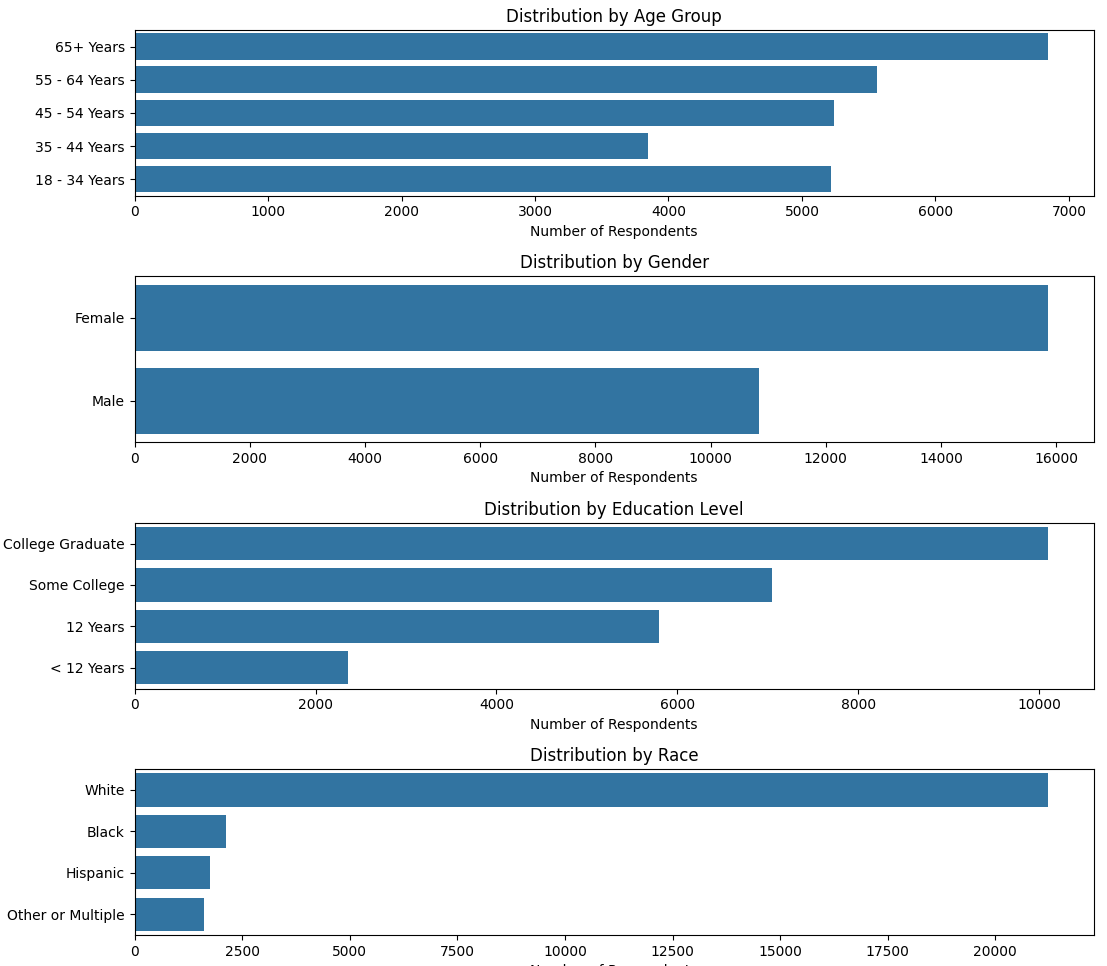 Distribution by Age Group
65+ Years
55 - 64 Years
45 - 54 Years
35 - 44 Years
18 - 34 Years
0 1000 2000 3000 4000 5000 6000 7000
Number of Respondents
Distribution by Gender
Female
Male
0 2000 4000 6000 8000 10000 12000 14000 16000
Number of Respondents
Distribution by Education Level
College Graduate
Some College
12 Years
< 12 Years
0 2000 4000 6000 8000 10000
Number of Respondents
Distribution by Race
White
Black
Hispanic
Other or Multiple
0 2500 5000 7500 10000 12500 15000 17500 20000